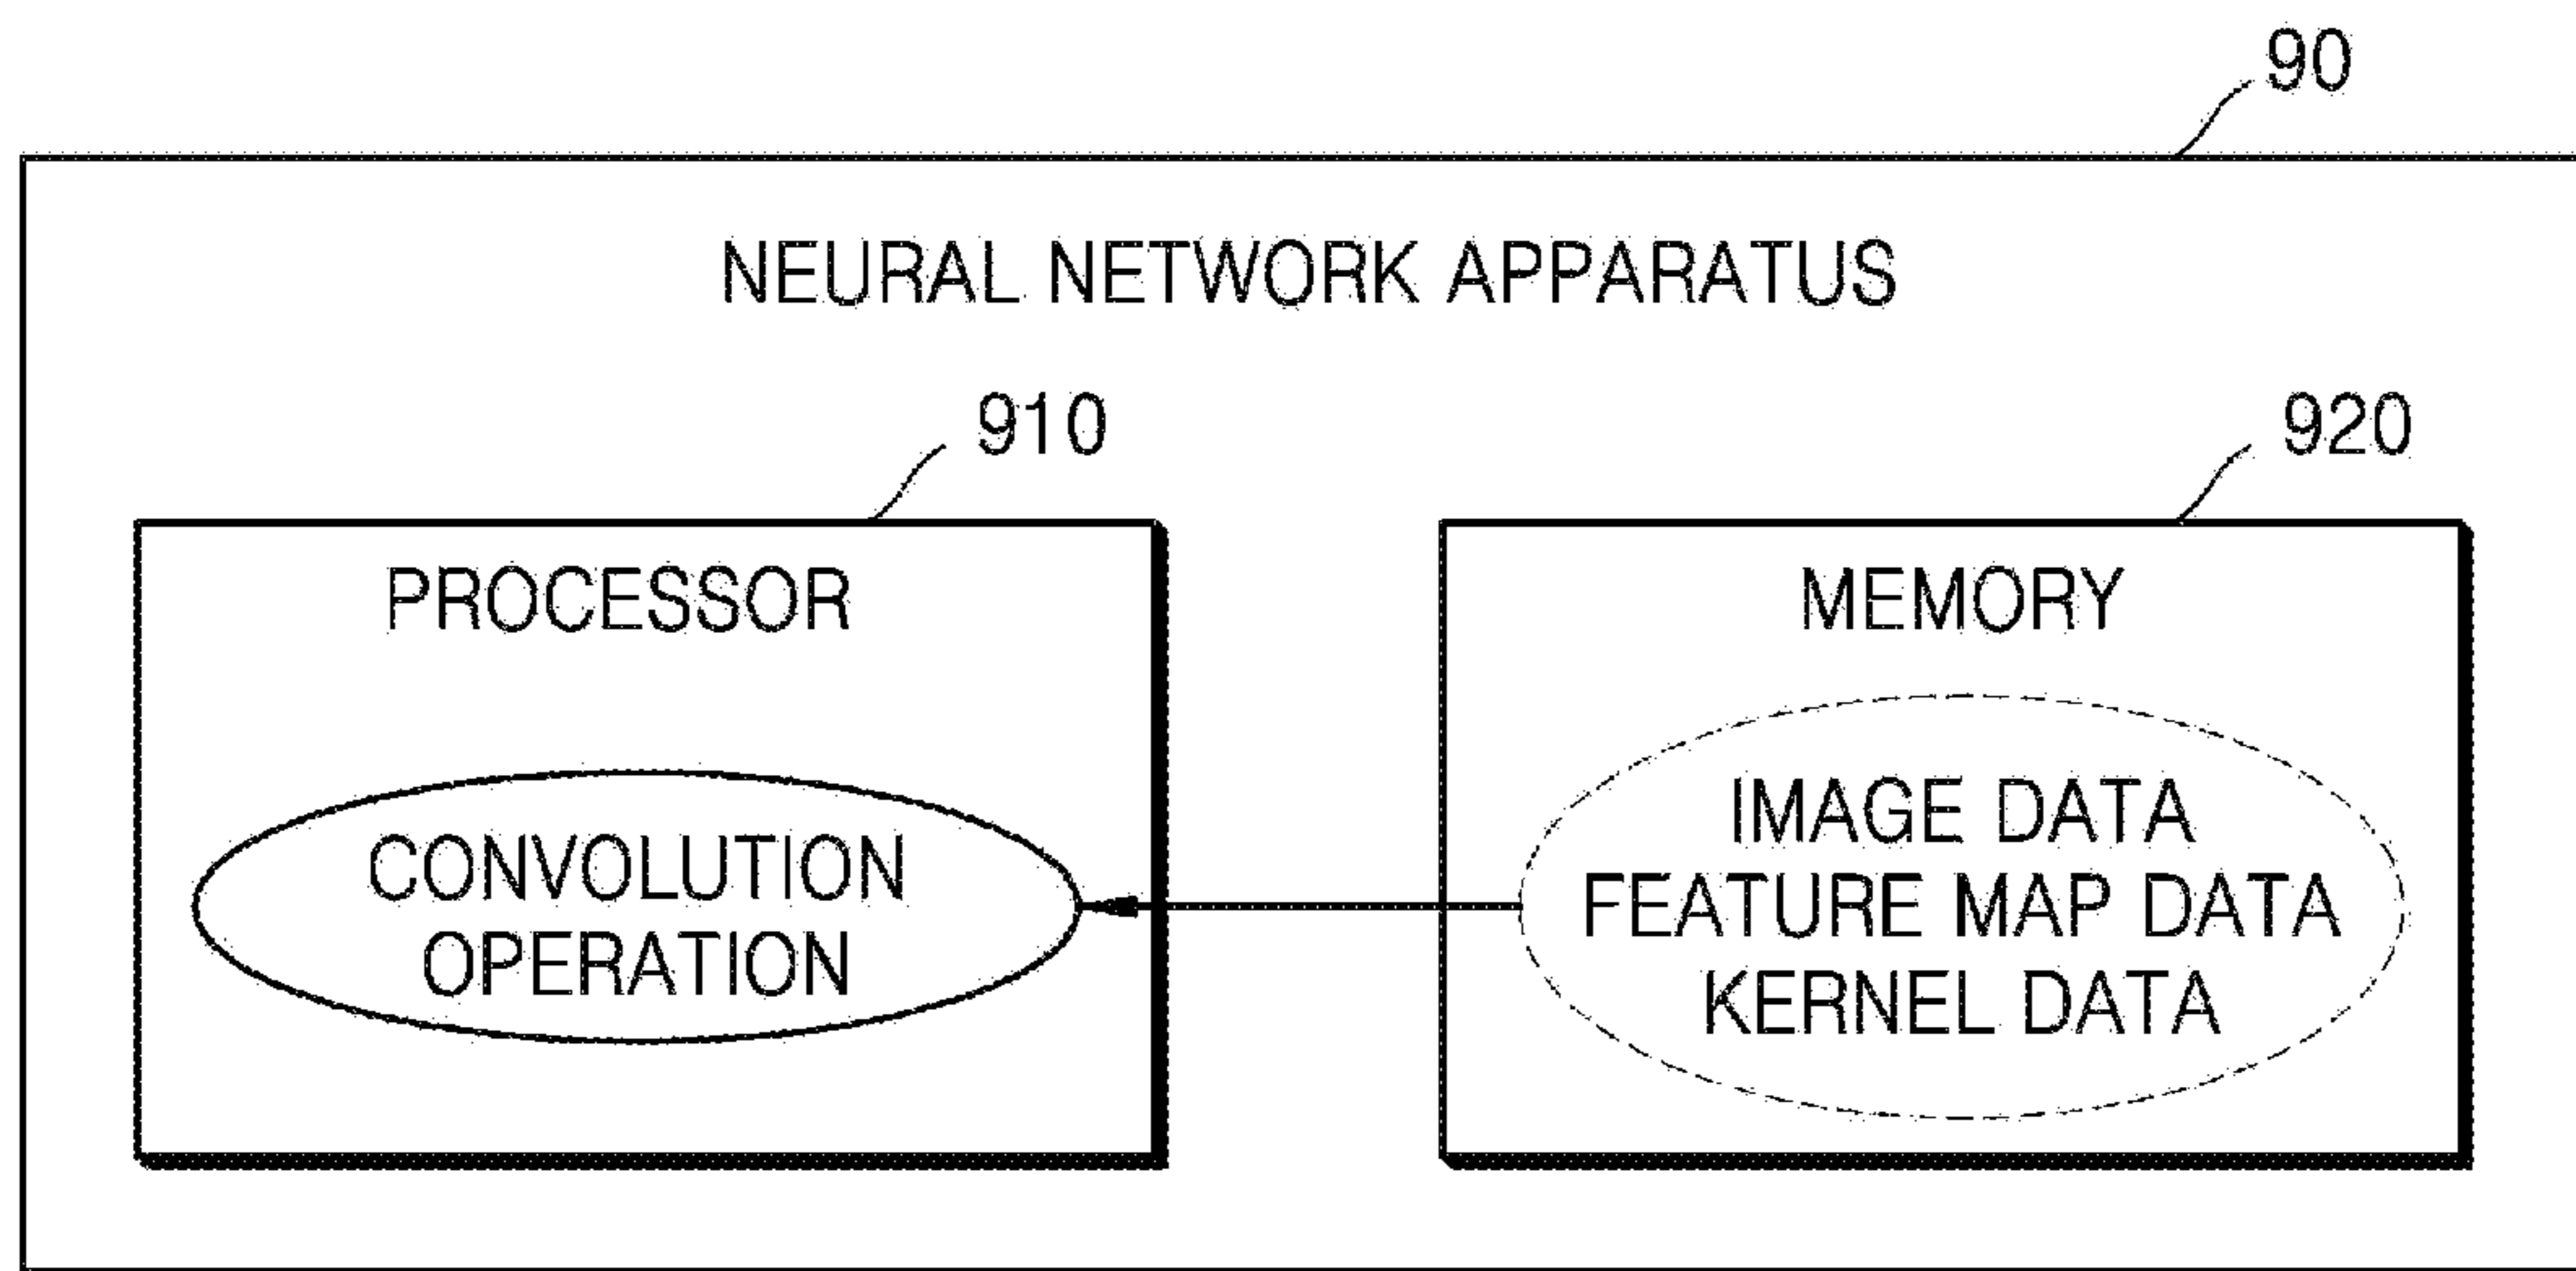 90
NEURAL NETWORK APPARATUS
910
920
PROCESSOR
MEMORY
CONVOLUTION
OPERATION
IMAGE DATA
FEATURE MAP DATA
KERNEL DATA